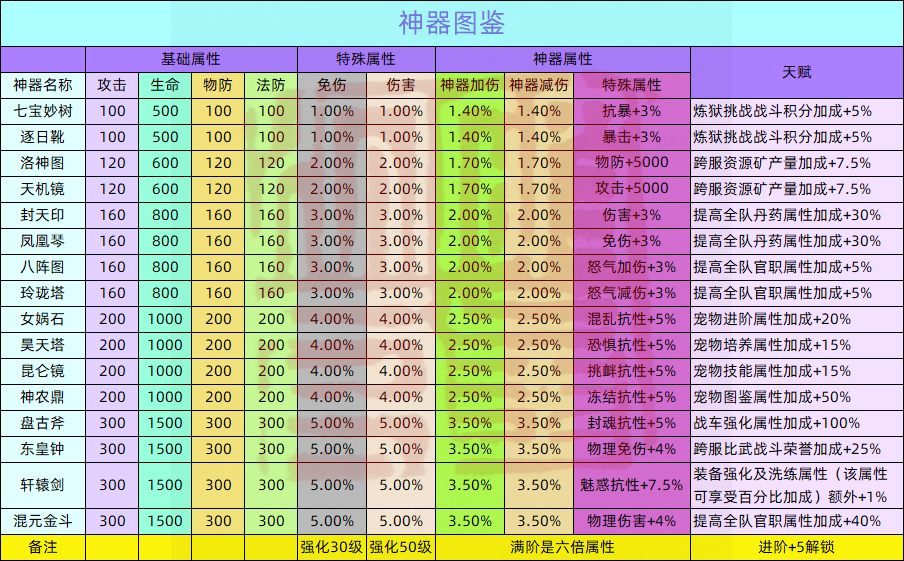 神器图鉴
基础属性 特殊属性 神器属性 天赋
神器名称 攻击 生命 物防 法防 免伤 伤害 神器加伤 神器减伤 特殊属性
七宝妙树 100 500 100 100 1.00% 1.00% 1.40% 1.40% 抗暴+3% 炼狱挑战战斗积分加成+5%
逐日靴 100 500 100 100 1.00% 1.00% 1.40% 1.40% 暴击+3% 炼狱挑战战斗积分加成+5%
洛神图 120 600 120 120 2.00% 2.00% 1.70% 1.70% 物防+5000 跨服资源矿产量加成+7.5%
天机镜 120 600 120 120 2.00% 2.00% 1.70% 1.70% 攻击+5000 跨服资源矿产量加成+7.5%
封天印 160 800 160 160 3.00% 3.00% 2.00% 2.00% 伤害+3% 提高全队丹药属性加成+30%
凤凰琴 160 800 160 160 3.00% 3.00% 2.00% 2.00% 免伤+3% 提高全队丹药属性加成+30%
八阵图 160 800 160 160 3.00% 3.00% 2.00% 2.00% 怒气加伤+3% 提高全队官职属性加成+5%
玲珑塔 160 800 160 160 3.00% 3.00% 2.00% 2.00% 怒气减伤+3% 提高全队官职属性加成+5%
女娲石 200 1000 200 200 4.00% 4.00% 2.50% 2.50% 混乱抗性+5% 宠物进阶属性加成+20%
昊天塔 200 1000 200 200 4.00% 4.00% 2.50% 2.50% 恐惧抗性+5% 宠物培养属性加成+15%
昆仑镜 200 1000 200 200 4.00% 4.00% 2.50% 2.50% 挑衅抗性+5% 宠物技能属性加成+15%
神农鼎 200 1000 200 200 4.00% 4.00% 2.50% 2.50% 冻结抗性+5% 宠物图鉴属性加成+50%
盘古斧 300 1500 300 300 5.00% 5.00% 3.50% 3.50% 封魂抗性+5% 战车强化属性加成+100%
东皇钟 300 1500 300 300 5.00% 5.00% 3.50% 3.50% 物理免伤+4% 跨服比武战斗荣誉加成+25%
轩辕剑 300 1500 300 300 5.00% 5.00% 3.50% 3.50% 魅惑抗性+7.5% 装备强化及洗练属性（该属性
可享受百分比加成）额外+1%
混元金斗 300 1500 300 300 5.00% 5.00% 3.50% 3.50% 物理伤害+4% 提高全队官职属性加成+40%
备注 强化30级 强化50级 满阶是六倍属性 进阶+5解锁